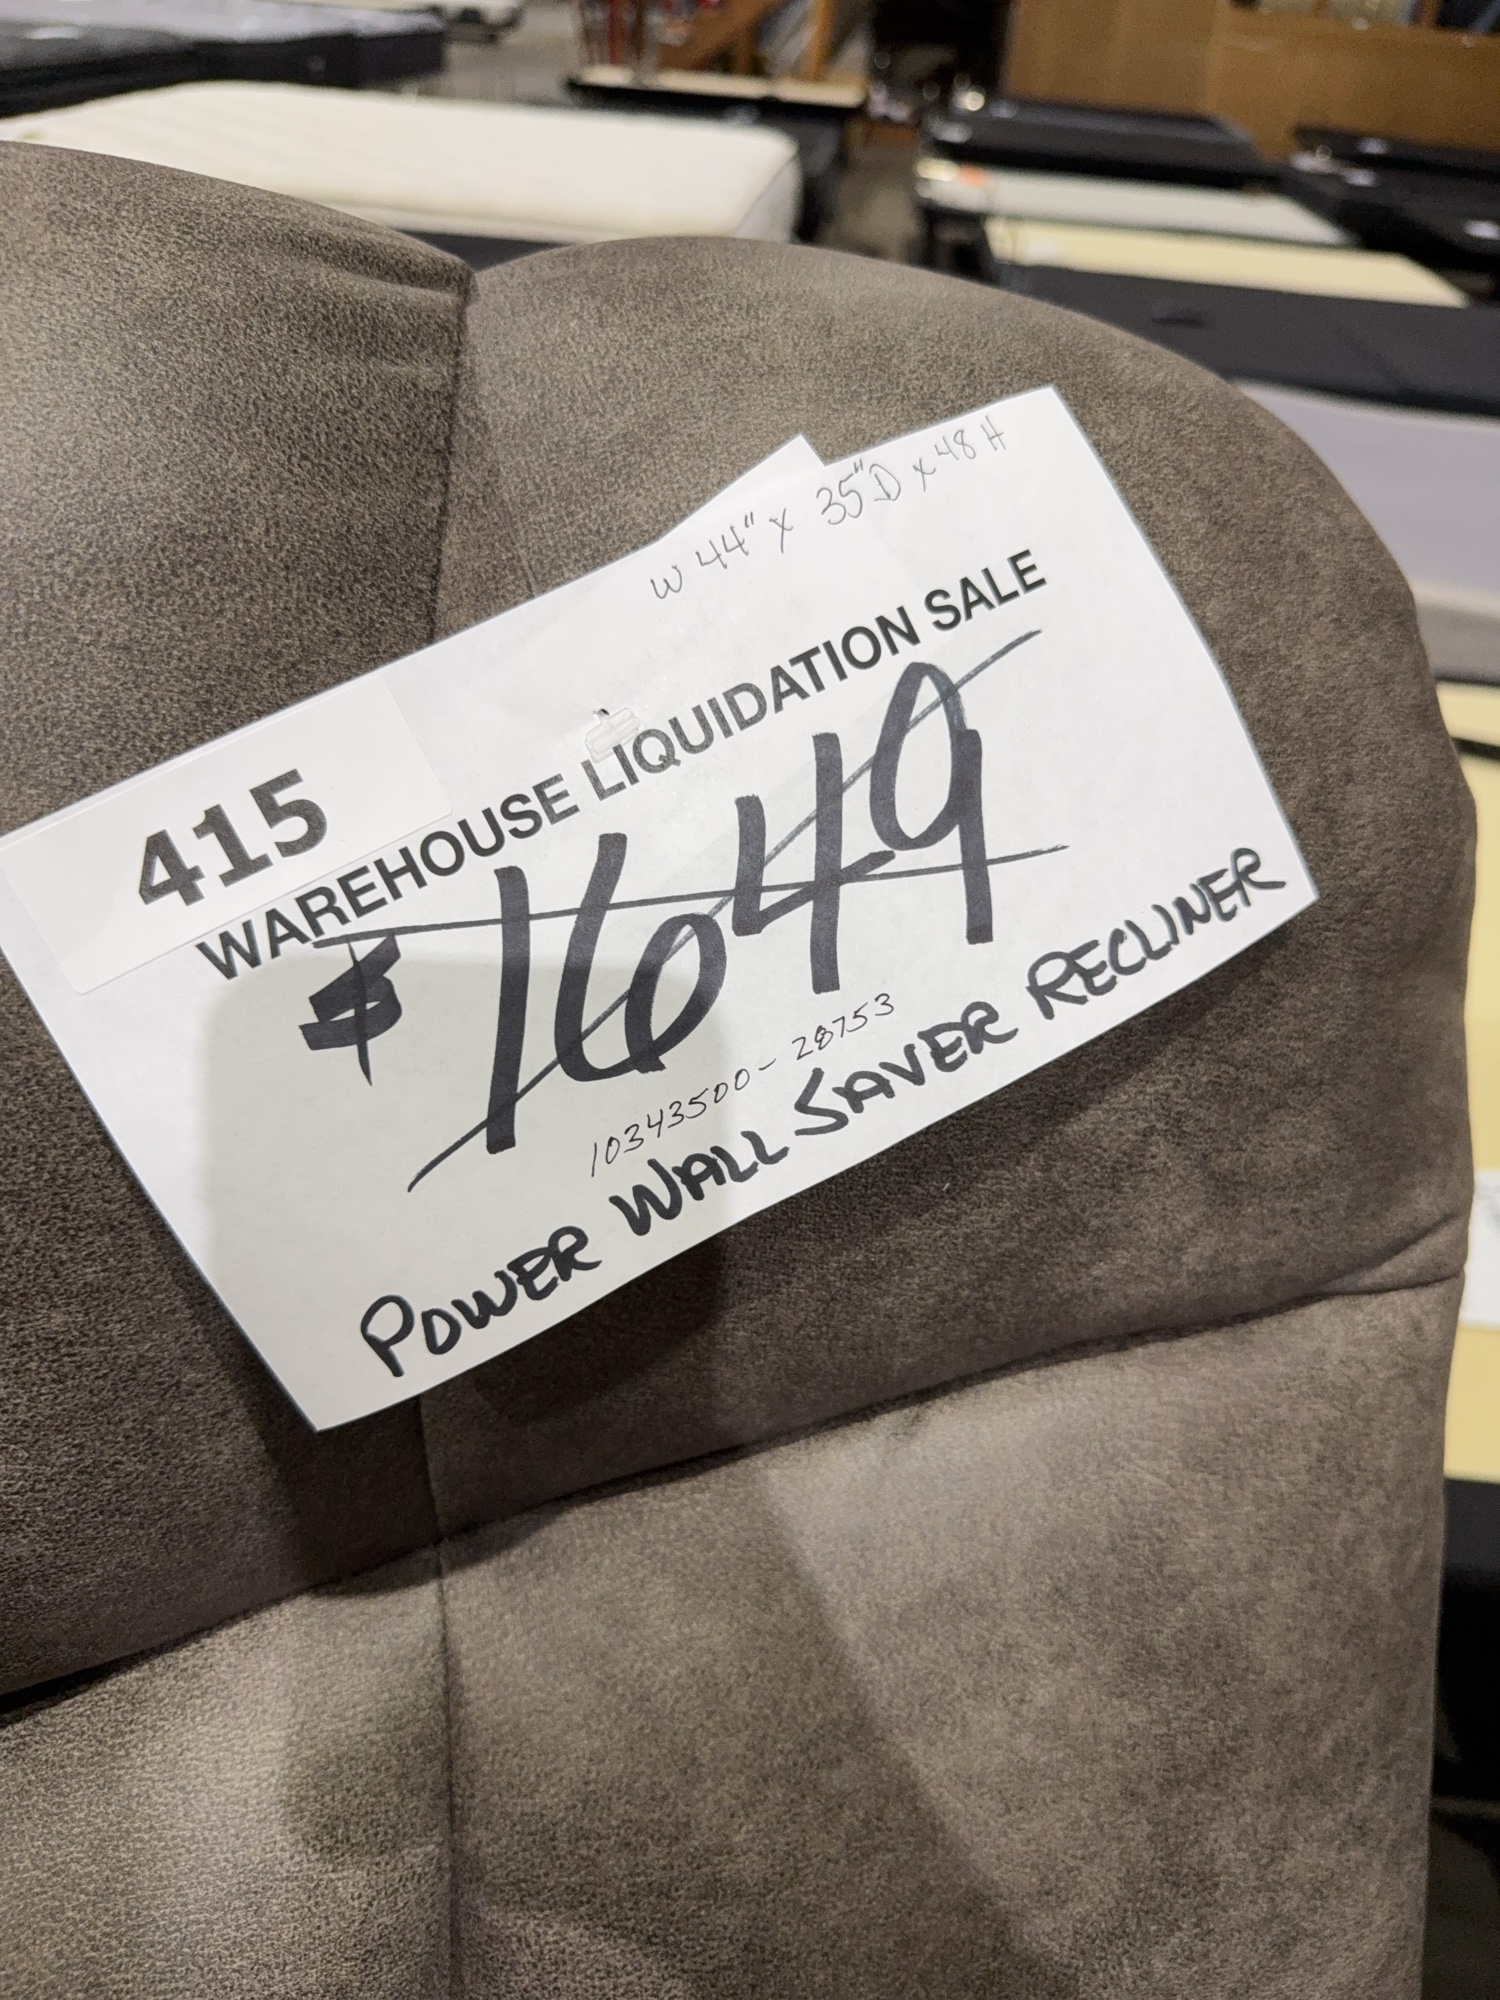 W 44" X 35"D x 48 H
415
WAREHOUSE LIQUIDATION SALE
$1649
10343500-28753
POWER WALL SAVER RECLINER